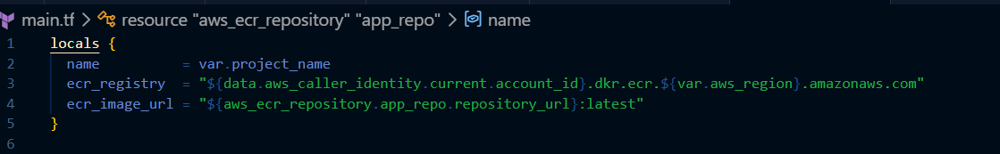 main.tf > resource "aws_ecr_repository" "app_repo" > name
1 locals {
2 name = var.project_name
3 ecr_registry = "${data.aws_caller_identity.current.account_id}.dkr.ecr.${var.aws_region}.amazonaws.com"
4 ecr_image_url = "${aws_ecr_repository.app_repo.repository_url}:latest"
5 }
6